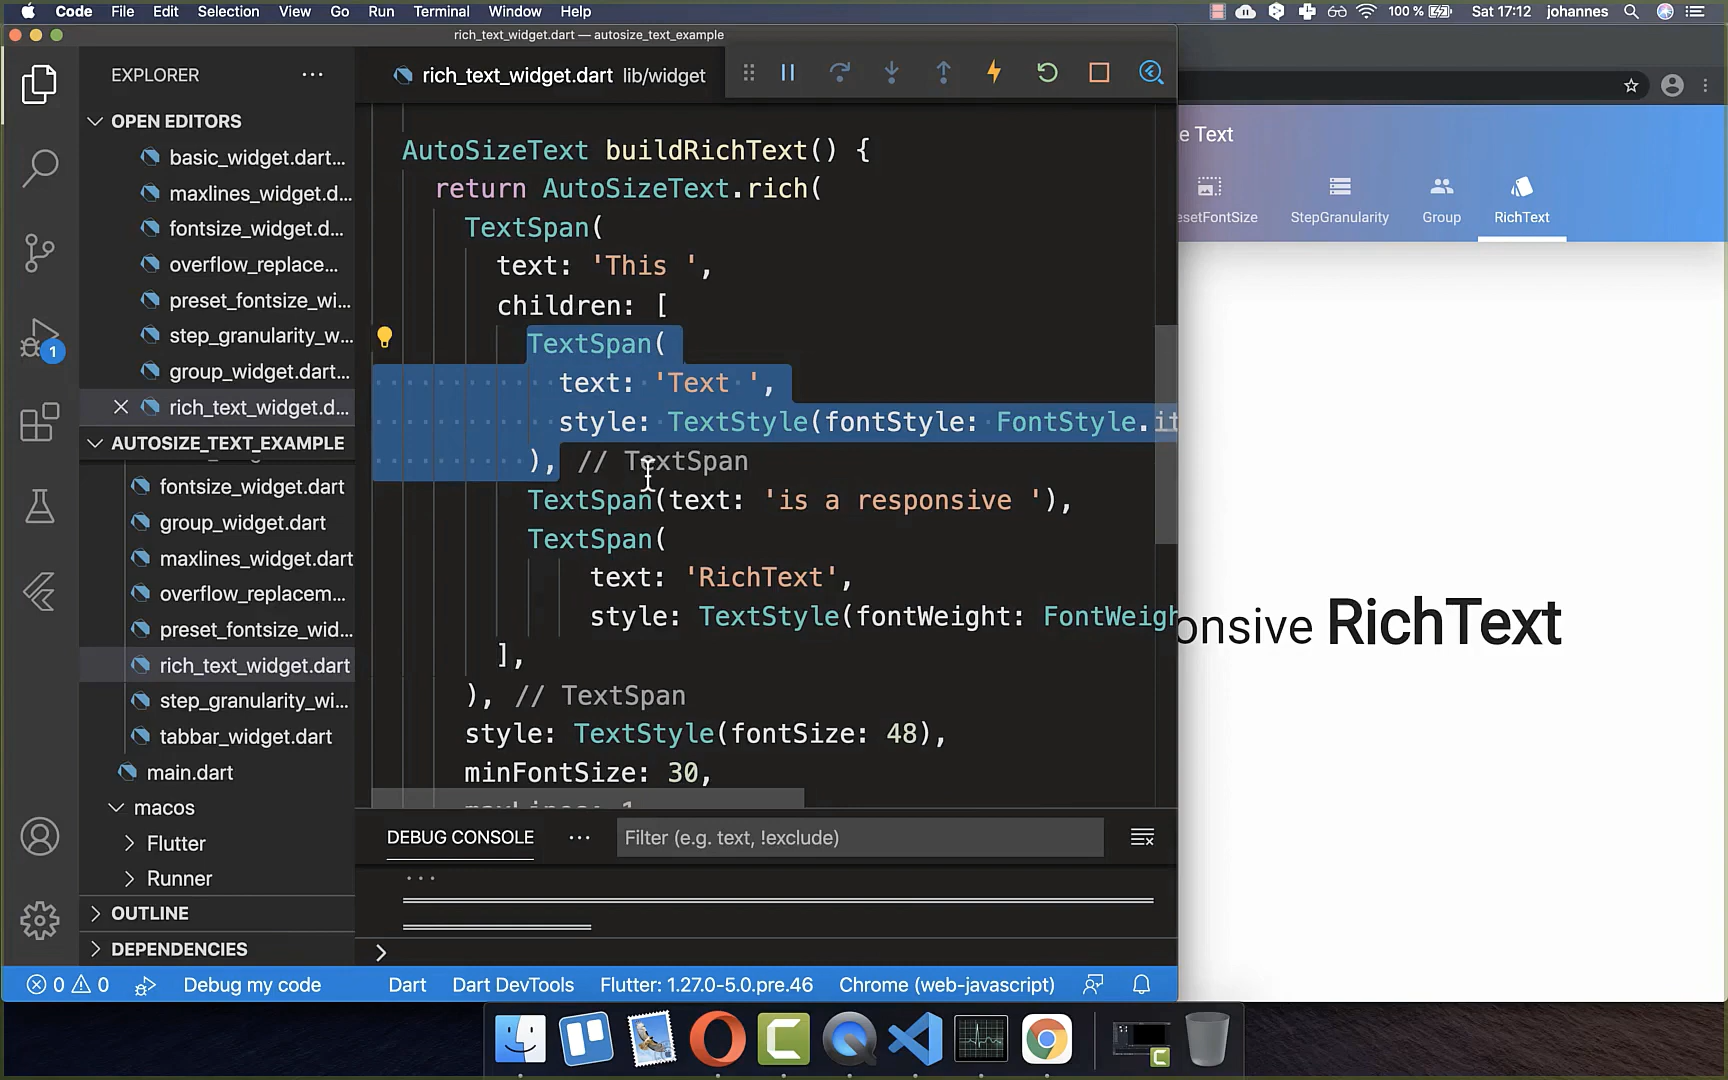 Code File Edit Selection View Go Run Terminal Window Help 100 % Sat 17:12 johannes
rich_text_widget.dart — autosize_text_example
EXPLORER
rich_text_widget.dart lib/widget
OPEN EDITORS
basic_widget.dart...
maxlines_widget.d...
fontsize_widget.d...
overflow_replace...
preset_fontsize_wi...
step_granularity_w...
group_widget.dart...
rich_text_widget.d...
AUTOSIZE_TEXT_EXAMPLE
fontsize_widget.dart
group_widget.dart
maxlines_widget.dart
overflow_replacem...
preset_fontsize_wid...
rich_text_widget.dart
step_granularity_wi...
tabbar_widget.dart
main.dart
macos
Flutter
Runner
OUTLINE
DEPENDENCIES
1
AutoSizeText buildRichText() {
return AutoSizeText.rich(
TextSpan(
text: 'This ',
children: [
TextSpan(
text: 'Text ',
style: TextStyle(fontStyle: FontStyle.it
), // TextSpan
TextSpan(text: 'is a responsive '),
TextSpan(
text: 'RichText',
style: TextStyle(fontWeight: FontWeigh
],
), // TextSpan
style: TextStyle(fontSize: 48),
minFontSize: 30,
maxLines: 1
DEBUG CONSOLE ... Filter (e.g. text, !exclude)
...
>
0 0 Debug my code Dart Dart DevTools Flutter: 1.27.0-5.0.pre.46 Chrome (web-javascript)
e Text
esetFontSize StepGranularity Group RichText
onsive RichText